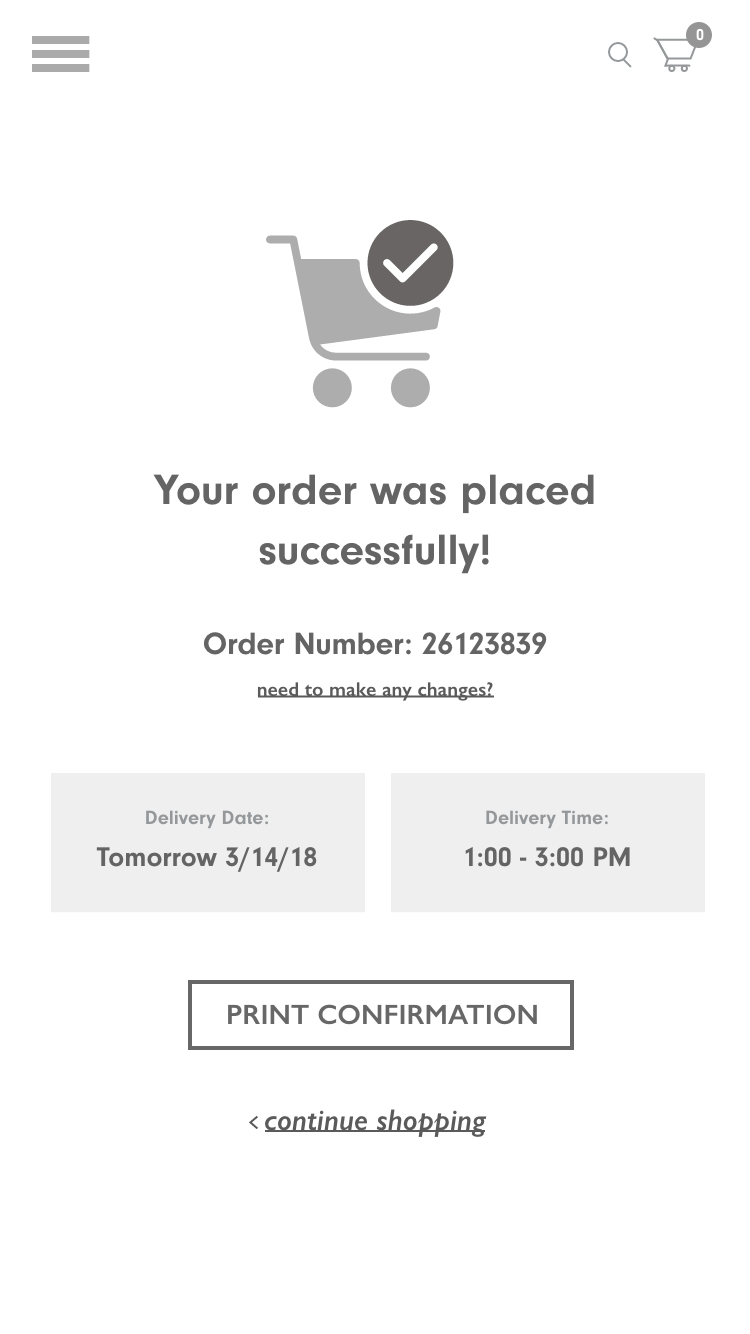 0
Your order was placed
successfully!
Order Number: 26123839
need to make any changes?
Delivery Date:
Tomorrow 3/14/18
Delivery Time:
1:00 - 3:00 PM
PRINT CONFIRMATION
< continue shopping